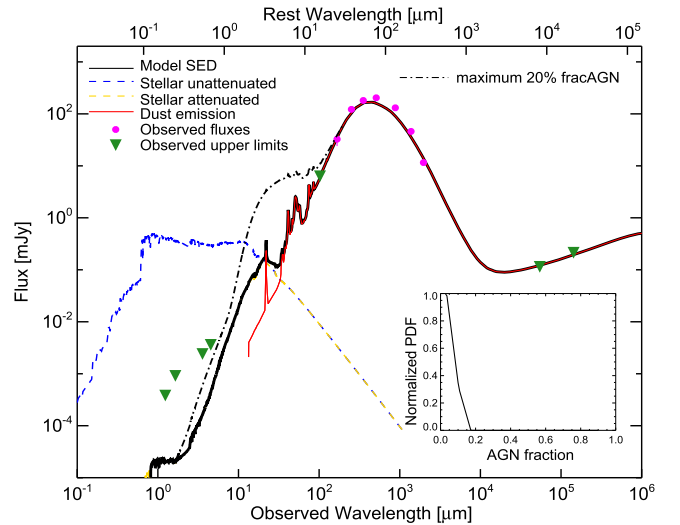 Rest Wavelength [μm]
10^-1 10^0 10^1 10^2 10^3 10^4 10^5
Model SED
Stellar unattenuated
Stellar attenuated
Dust emission
Observed fluxes
Observed upper limits
maximum 20% fracAGN
Flux [mJy]
10^2
10^0
10^-2
10^-4
Normalized PDF
1.0
0.8
0.6
0.4
0.2
0.0
0.0 0.2 0.4 0.6 0.8 1.0
AGN fraction
10^-1 10^0 10^1 10^2 10^3 10^4 10^5 10^6
Observed Wavelength [μm]